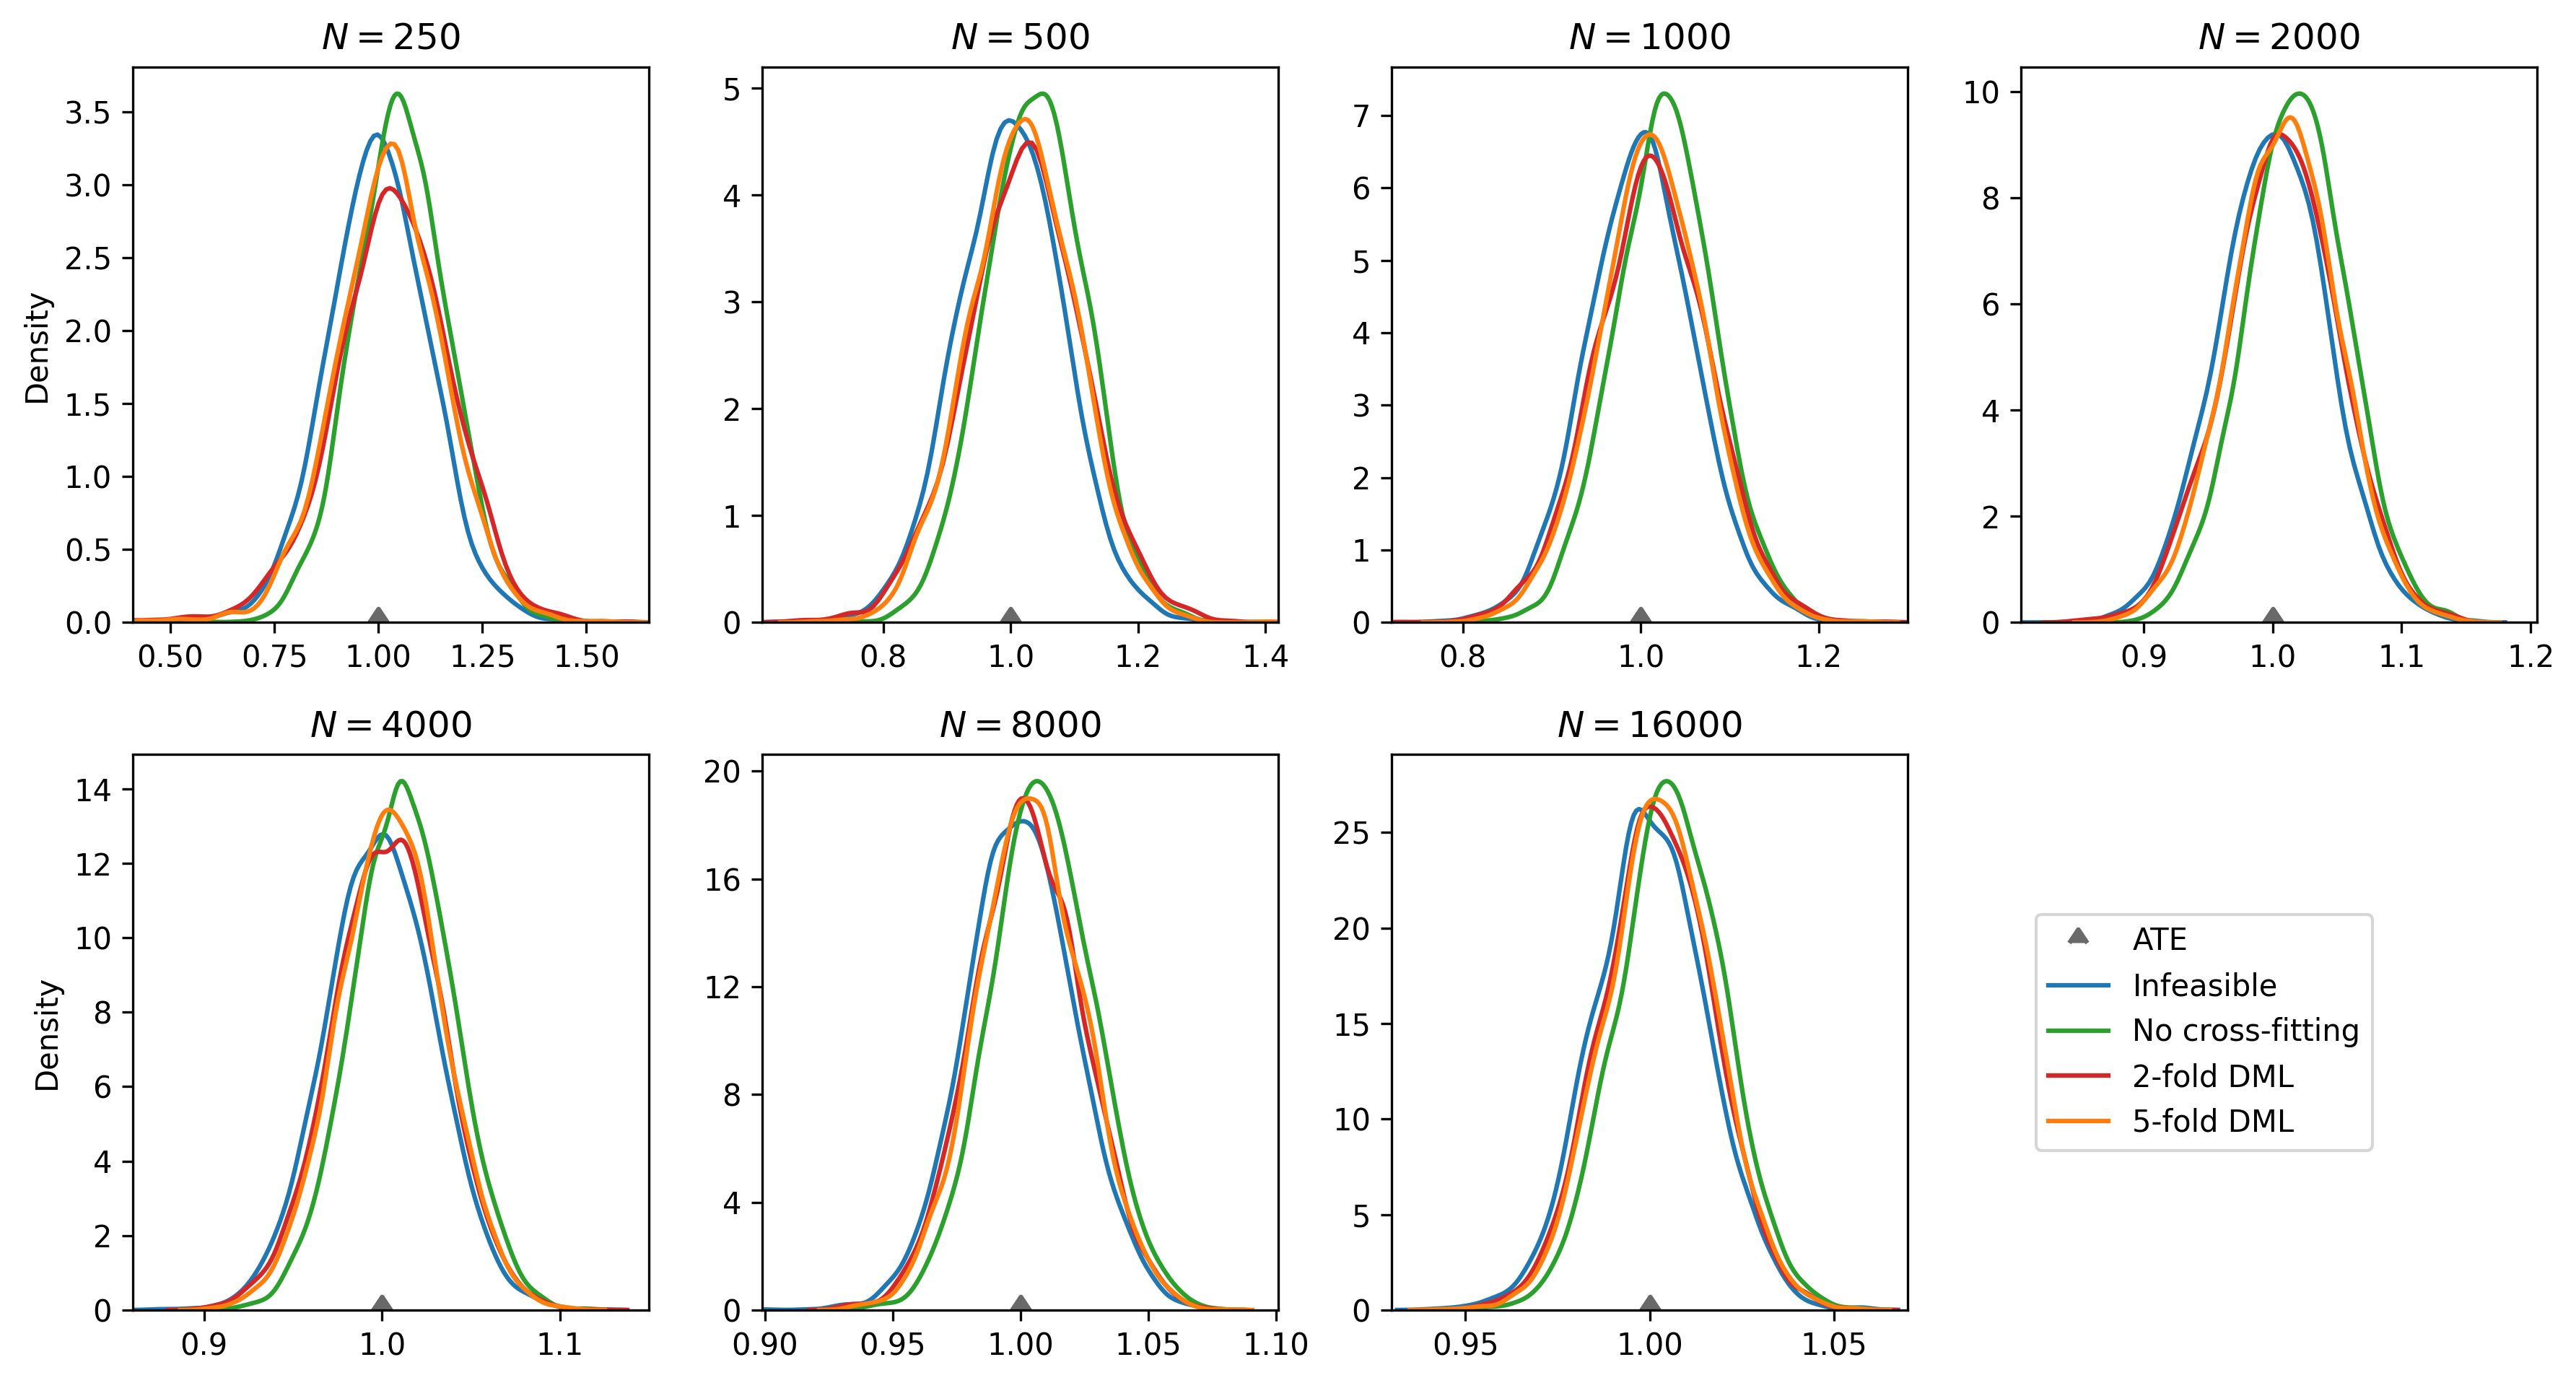 N = 250
N = 500
N = 1000
N = 2000
Density
3.5
3.0
2.5
2.0
1.5
1.0
0.5
0.0
0.50 0.75 1.00 1.25 1.50
5
4
3
2
1
0
0.8 1.0 1.2 1.4
7
6
5
4
3
2
1
0
0.8 1.0 1.2
10
8
6
4
2
0
0.9 1.0 1.1 1.2
N = 4000
N = 8000
N = 16000
Density
14
12
10
8
6
4
2
0
0.9 1.0 1.1
20
16
12
8
4
0
0.90 0.95 1.00 1.05 1.10
25
20
15
10
5
0
0.95 1.00 1.05
ATE
Infeasible
No cross-fitting
2-fold DML
5-fold DML